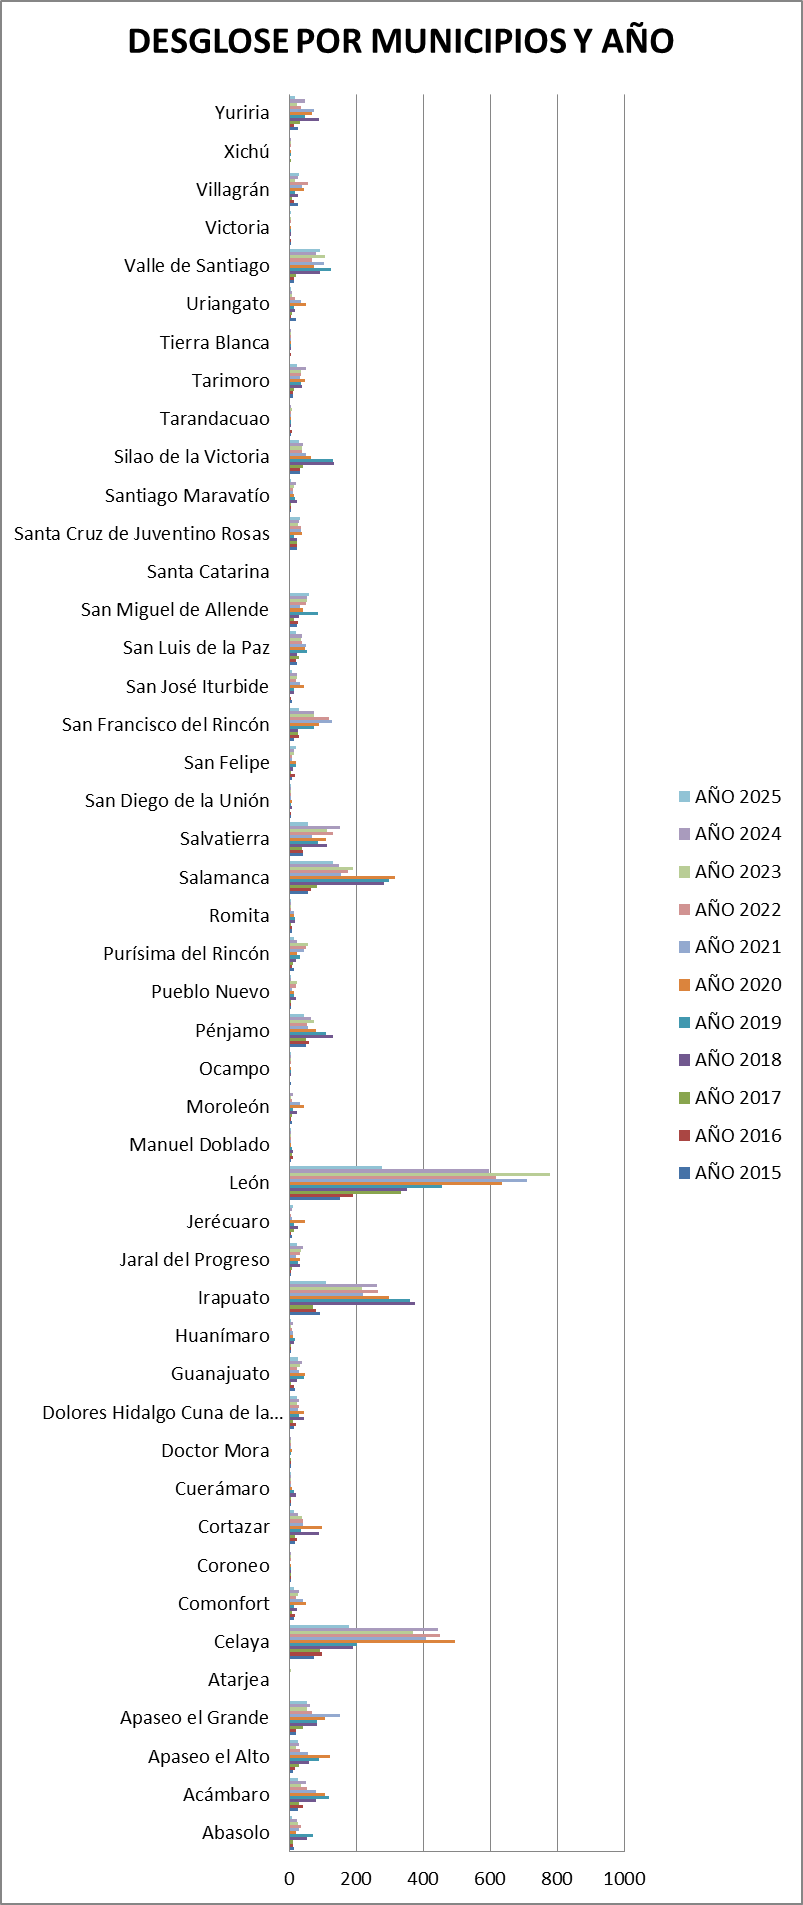 DESGLOSE POR MUNICIPIOS Y AÑO
Yuriria
Xichú
Villagrán
Victoria
Valle de Santiago
Uriangato
Tierra Blanca
Tarimoro
Tarandacuao
Silao de la Victoria
Santiago Maravatío
Santa Cruz de Juventino Rosas
Santa Catarina
San Miguel de Allende
San Luis de la Paz
San José Iturbide
San Francisco del Rincón
San Felipe
San Diego de la Unión
Salvatierra
Salamanca
Romita
Purísima del Rincón
Pueblo Nuevo
Pénjamo
Ocampo
Moroleón
Manuel Doblado
León
Jerécuaro
Jaral del Progreso
Irapuato
Huanímaro
Guanajuato
Dolores Hidalgo Cuna de la...
Doctor Mora
Cuerámaro
Cortazar
Coroneo
Comonfort
Celaya
Atarjea
Apaseo el Grande
Apaseo el Alto
Acámbaro
Abasolo
0 200 400 600 800 1000
AÑO 2025
AÑO 2024
AÑO 2023
AÑO 2022
AÑO 2021
AÑO 2020
AÑO 2019
AÑO 2018
AÑO 2017
AÑO 2016
AÑO 2015